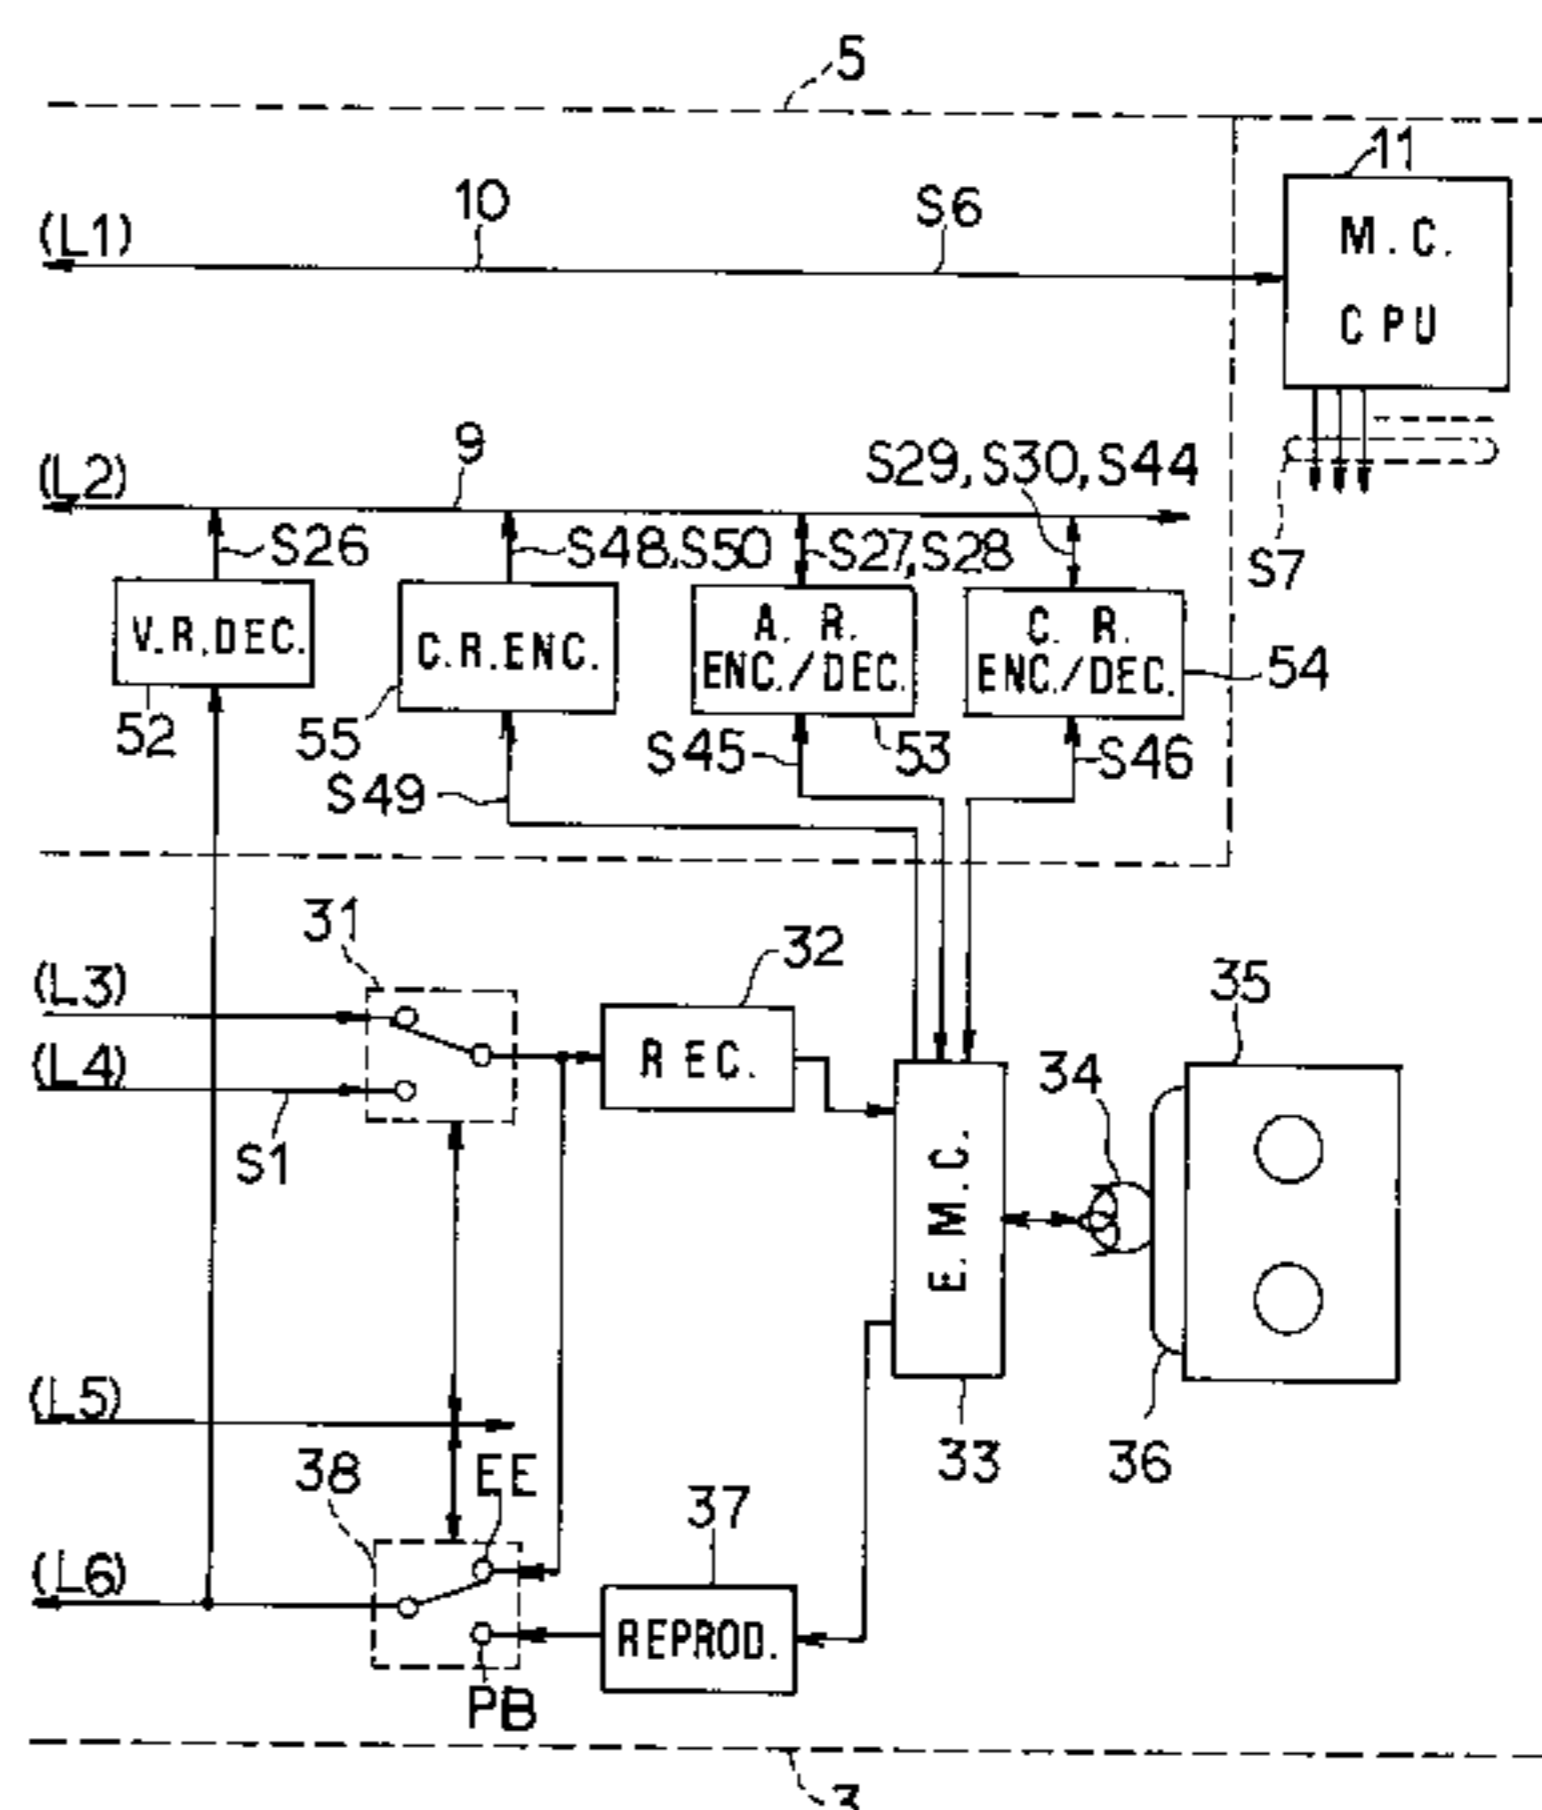 5
11
(L1)
10
S6
M.C.
CPU
(L2)
9
S29, S30, S44
S26
S48, S50
S27, S28
S7
V.R.DEC.
C.R.ENC.
A. R.
ENC./DEC.
C. R.
ENC./DEC.
54
52
55
S45
53
S46
S49
31
32
35
(L3)
(L4)
REC.
34
S1
E.M.C.
(L5)
38
EE
33
36
37
(L6)
REPROD.
PB
3